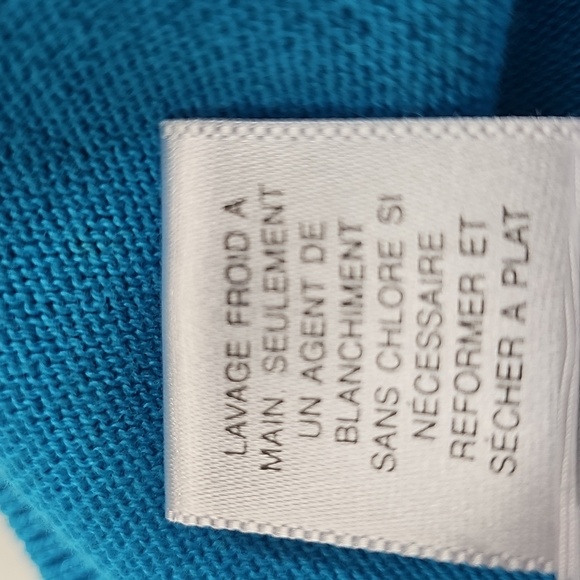 LAVAGE FROID A
MAIN SEULEMENT
UN AGENT DE
BLANCHIMENT
SANS CHLORE SI
NÉCESSAIRE
REFORMER ET
SÉCHER A PLAT